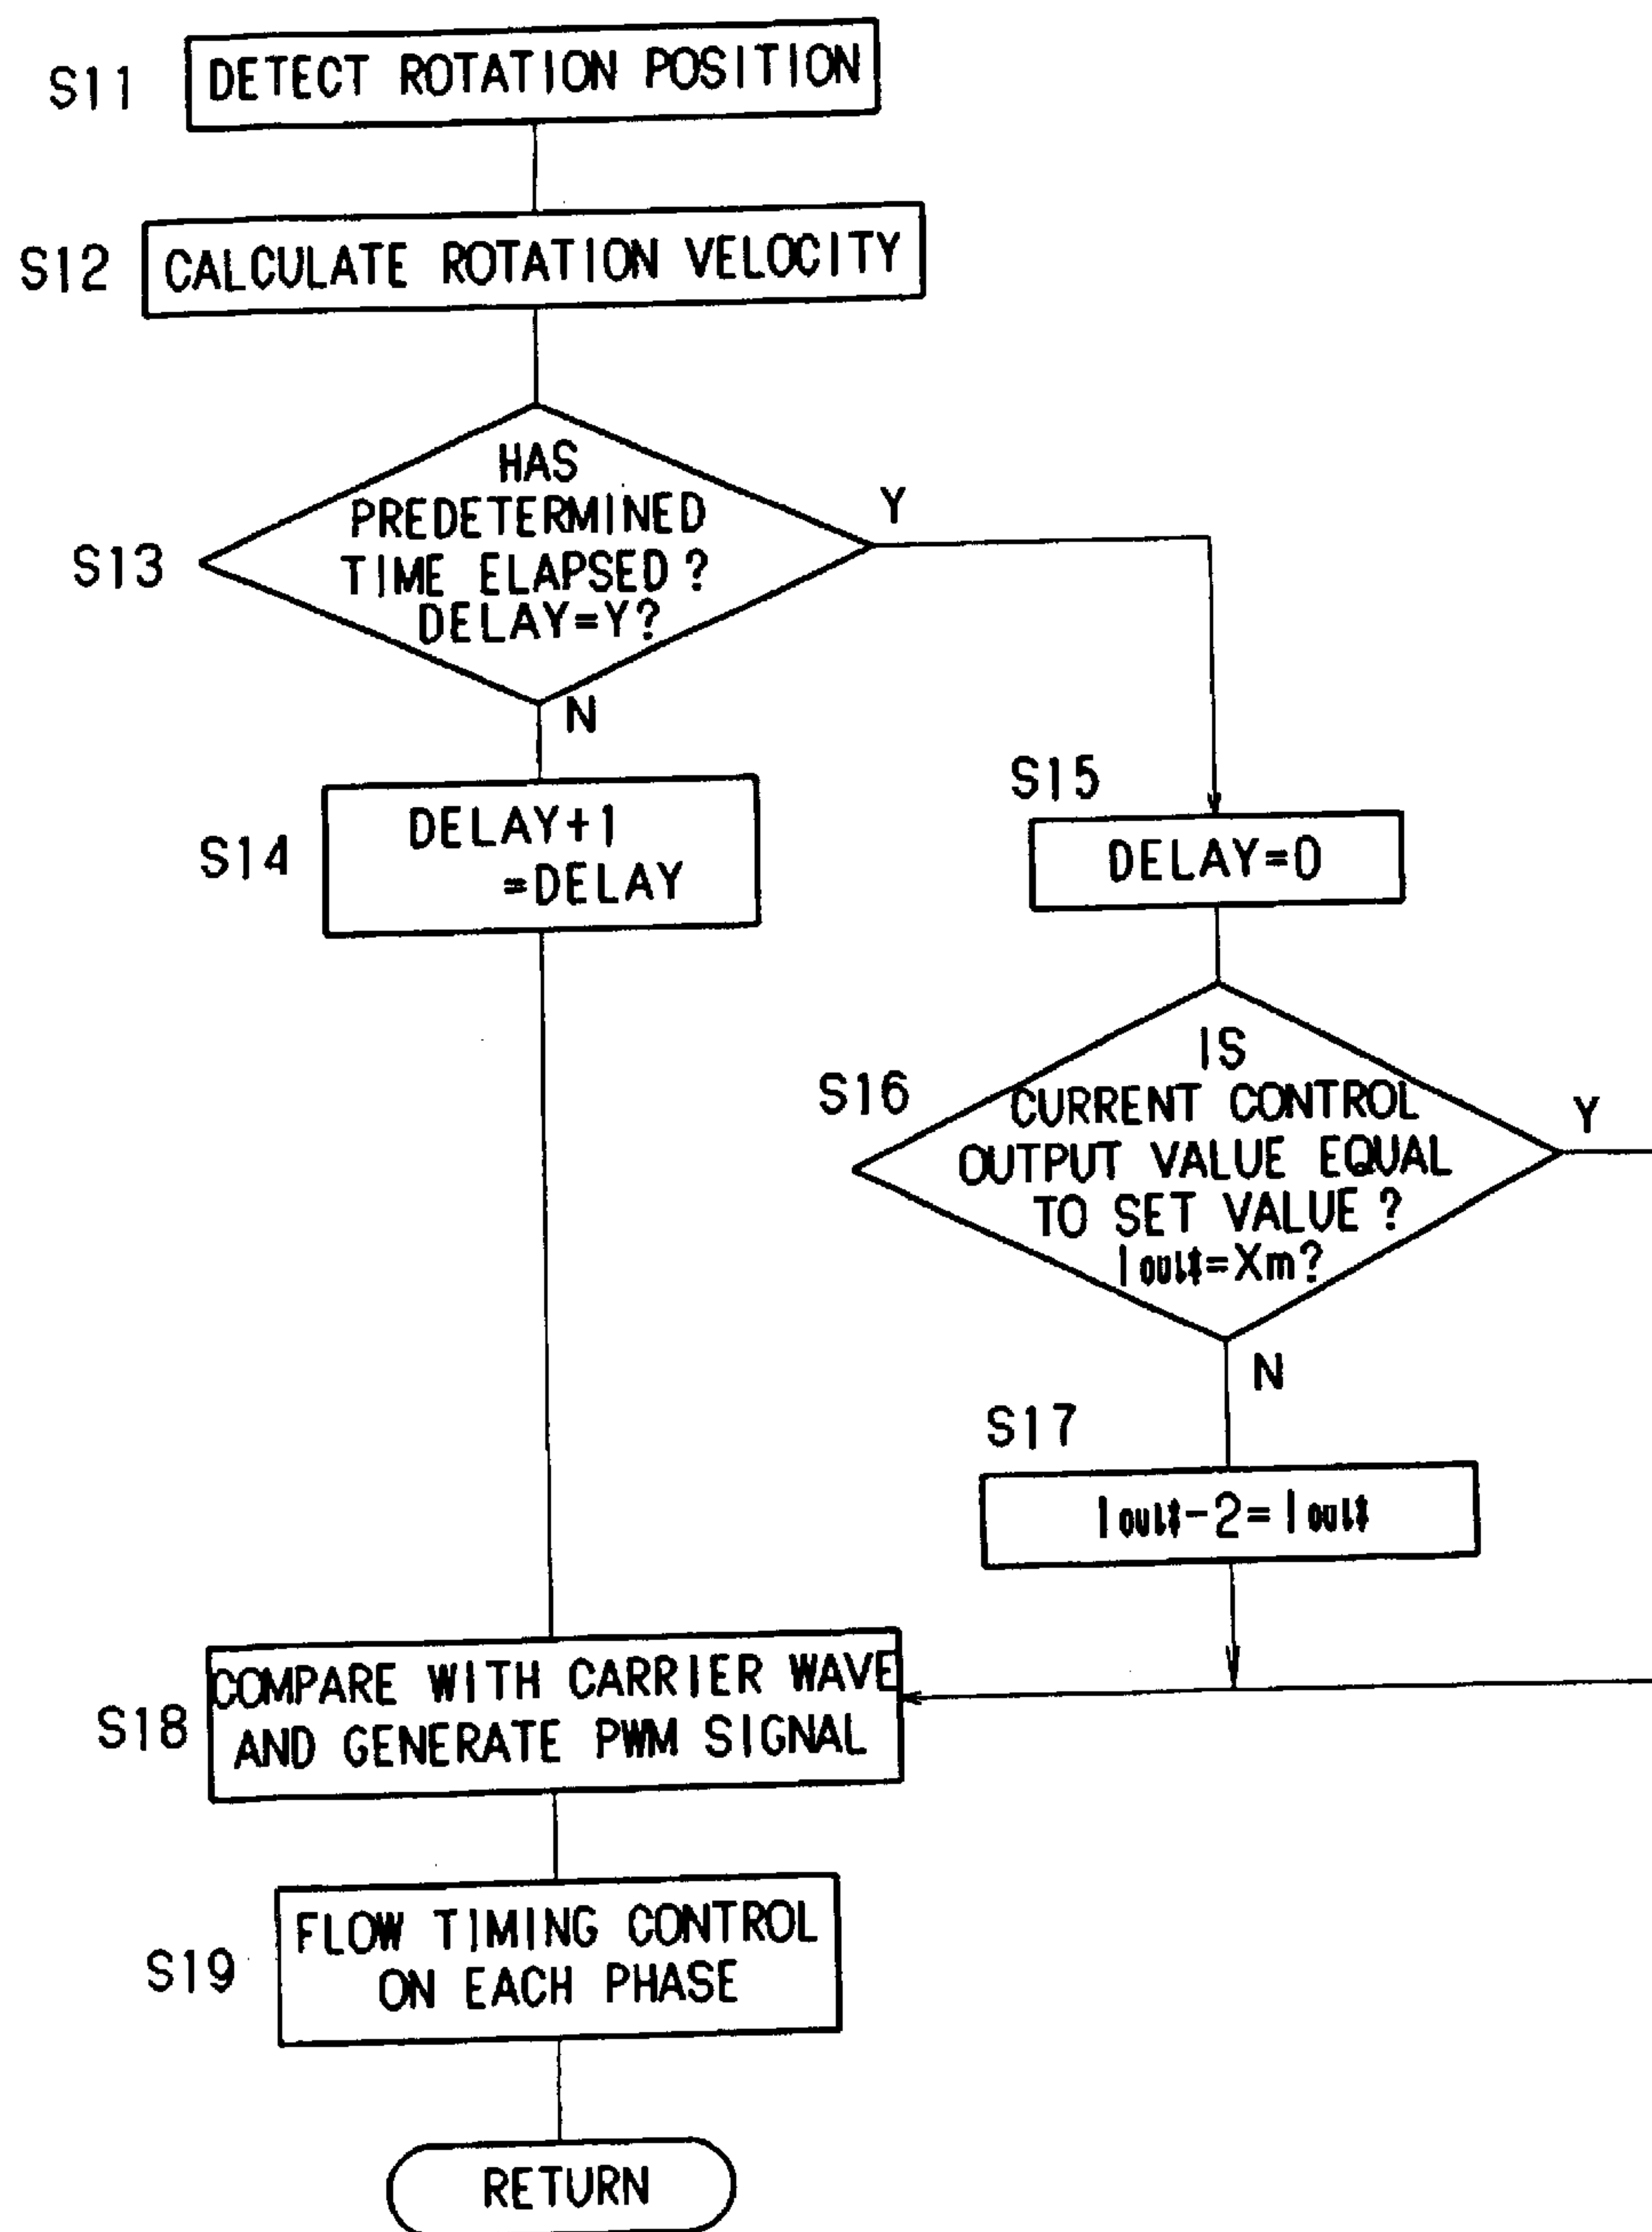 S11
DETECT ROTATION POSITION
S12
CALCULATE ROTATION VELOCITY
S13
HAS
PREDETERMINED
TIME ELAPSED?
DELAY=Y?
Y
N
S14
DELAY+1
=DELAY
S15
DELAY=0
S16
IS
CURRENT CONTROL
OUTPUT VALUE EQUAL
TO SET VALUE?
Iout*=Xm?
Y
N
S17
Iout*-2=Iout*
S18
COMPARE WITH CARRIER WAVE
AND GENERATE PWM SIGNAL
S19
FLOW TIMING CONTROL
ON EACH PHASE
RETURN